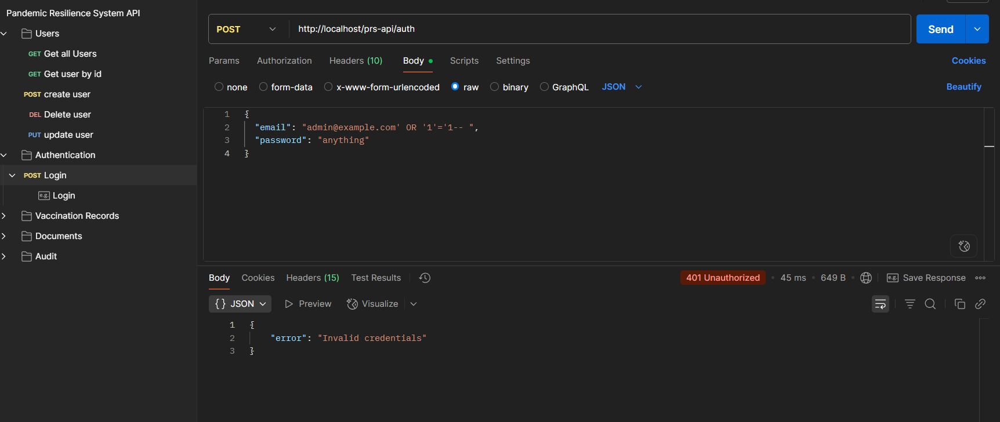 Pandemic Resilience System API
Users
GET Get all Users
GET Get user by id
POST create user
DEL Delete user
PUT update user
Authentication
POST Login
e.g. Login
Vaccination Records
Documents
Audit
POST http://localhost/prs-api/auth Send
Params Authorization Headers (10) Body Scripts Settings Cookies
none form-data x-www-form-urlencoded raw binary GraphQL JSON Beautify
1 {
2 "email": "admin@example.com' OR '1'='1-- ",
3 "password": "anything"
4 }
Body Cookies Headers (15) Test Results 401 Unauthorized • 45 ms • 649 B • e.g. Save Response
{} JSON Preview Visualize
1 {
2 "error": "Invalid credentials"
3 }